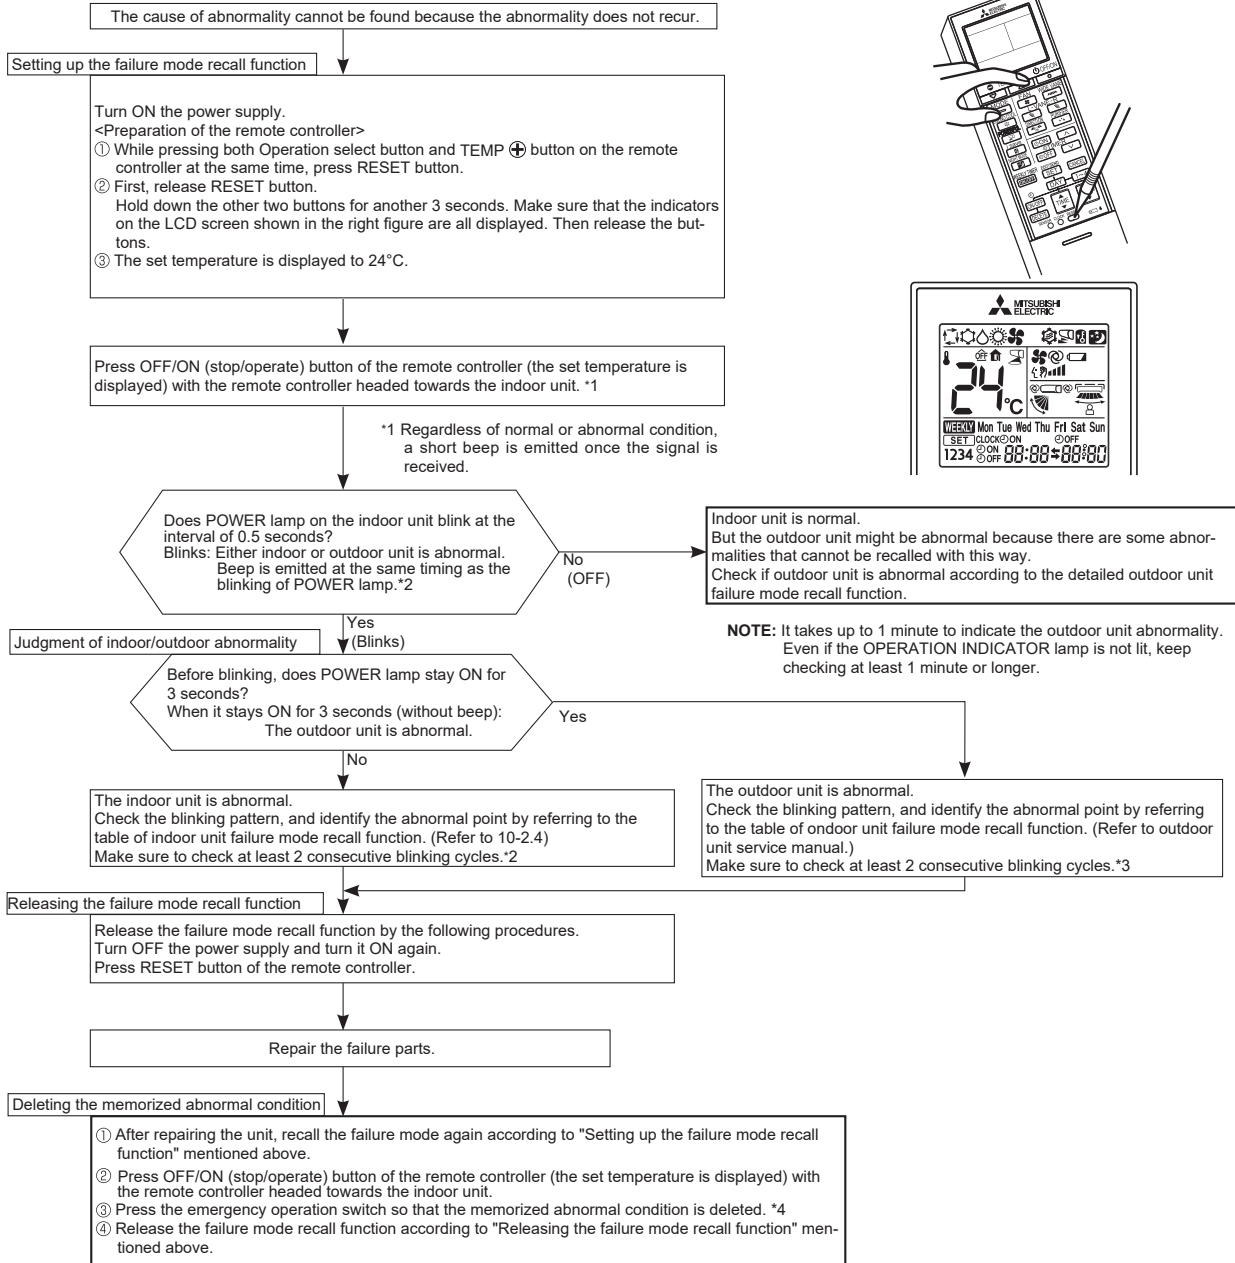 The cause of abnormality cannot be found because the abnormality does not recur.
Setting up the failure mode recall function
Turn ON the power supply.
<Preparation of the remote controller>
① While pressing both Operation select button and TEMP ⊕ button on the remote
controller at the same time, press RESET button.
② First, release RESET button.
Hold down the other two buttons for another 3 seconds. Make sure that the indicators
on the LCD screen shown in the right figure are all displayed. Then release the but-
tons.
③ The set temperature is displayed to 24°C.
MITSUBISHI
ELECTRIC
OFF/ON
MITSUBISHI
ELECTRIC
OFF
24°C
WEEKLY Mon Tue Wed Thu Fri Sat Sun
SET CLOCK ON OFF
1234 ON OFF 88:88 88:80
Press OFF/ON (stop/operate) button of the remote controller (the set temperature is
displayed) with the remote controller headed towards the indoor unit. *1
*1 Regardless of normal or abnormal condition,
a short beep is emitted once the signal is
received.
Does POWER lamp on the indoor unit blink at the
interval of 0.5 seconds?
Blinks: Either indoor or outdoor unit is abnormal.
Beep is emitted at the same timing as the
blinking of POWER lamp.*2
No
(OFF)
Indoor unit is normal.
But the outdoor unit might be abnormal because there are some abnor-
malities that cannot be recalled with this way.
Check if outdoor unit is abnormal according to the detailed outdoor unit
failure mode recall function.
NOTE: It takes up to 1 minute to indicate the outdoor unit abnormality.
Even if the OPERATION INDICATOR lamp is not lit, keep
checking at least 1 minute or longer.
Yes
(Blinks)
Judgment of indoor/outdoor abnormality
Before blinking, does POWER lamp stay ON for
3 seconds?
When it stays ON for 3 seconds (without beep):
The outdoor unit is abnormal.
Yes
No
The indoor unit is abnormal.
Check the blinking pattern, and identify the abnormal point by referring to the
table of indoor unit failure mode recall function. (Refer to 10-2.4)
Make sure to check at least 2 consecutive blinking cycles.*2
The outdoor unit is abnormal.
Check the blinking pattern, and identify the abnormal point by referring
to the table of ondoor unit failure mode recall function. (Refer to outdoor
unit service manual.)
Make sure to check at least 2 consecutive blinking cycles.*3
Releasing the failure mode recall function
Release the failure mode recall function by the following procedures.
Turn OFF the power supply and turn it ON again.
Press RESET button of the remote controller.
Repair the failure parts.
Deleting the memorized abnormal condition
① After repairing the unit, recall the failure mode again according to "Setting up the failure mode recall
function" mentioned above.
② Press OFF/ON (stop/operate) button of the remote controller (the set temperature is displayed) with
the remote controller headed towards the indoor unit.
③ Press the emergency operation switch so that the memorized abnormal condition is deleted. *4
④ Release the failure mode recall function according to "Releasing the failure mode recall function" men-
tioned above.